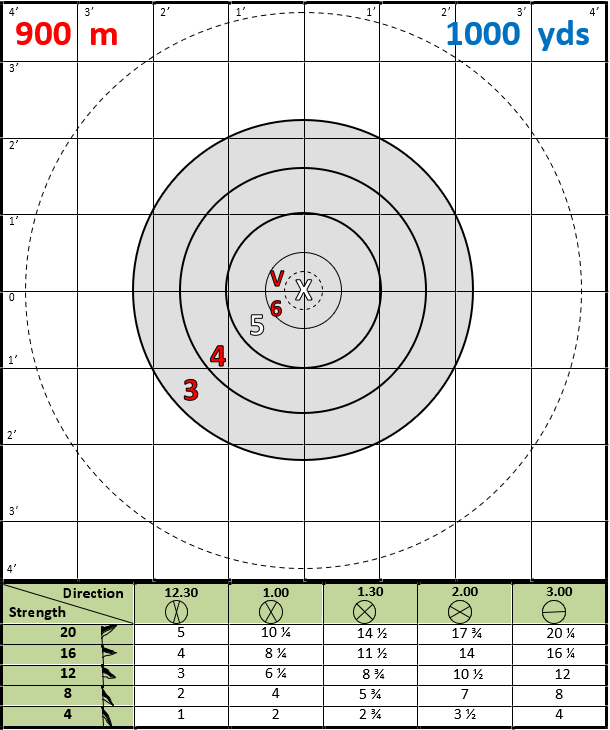 4′ 3′ 2′ 1′ 1′ 2′ 3′ 4′
900 m 1000 yds
3′
2′
1′
V X
0
6
5
4
1′
3
2′
3′
4′
Direction 12.30 1.00 1.30 2.00 3.00
Strength
20 5 10 ¼ 14 ½ 17 ¾ 20 ¼
16 4 8 ¼ 11 ½ 14 16 ¼
12 3 6 ¼ 8 ¾ 10 ½ 12
8 2 4 5 ¾ 7 8
4 1 2 2 ¾ 3 ½ 4